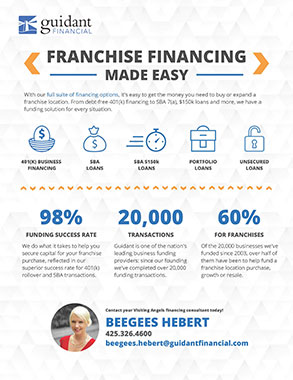 guidant
FINANCIAL
FRANCHISE FINANCING
MADE EASY
With our full suite of financing options, it's easy to get the money you need to buy or expand a
franchise location. From debt-free 401(k) financing to SBA 7(a), $150k loans and more, we have a
funding solution for every situation.
401(K) BUSINESS
FINANCING
SBA
LOANS
SBA $150K
LOANS
PORTFOLIO
LOANS
UNSECURED
LOANS
98%
FUNDING SUCCESS RATE
We do what it takes to help you
secure capital for your franchise
purchase, reflected in our
superior success rate for 401(k)
rollover and SBA transactions.
20,000
TRANSACTIONS
Guidant is one of the nation's
leading business funding
providers: since our founding
we've completed over 20,000
funding transactions.
60%
FOR FRANCHISES
Of the 20,000 businesses we've
funded since 2003, over half of
them have been to help fund a
franchise location purchase,
growth or resale.
Contact your Visiting Angels financing consultant today!
BEEGEES HEBERT
425.326.4600
beegees.hebert@guidantfinancial.com